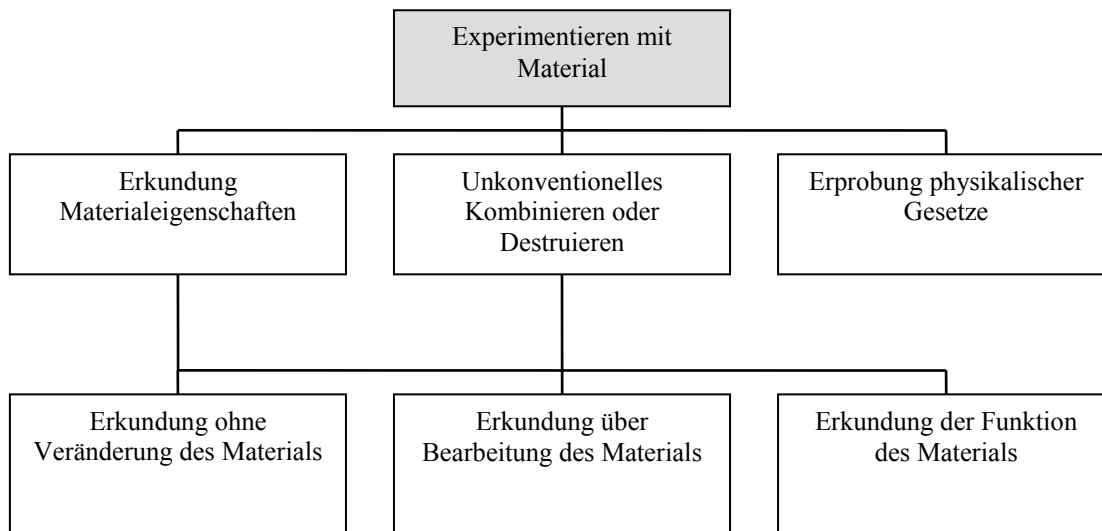 Experimentieren mit
Material
Erkundung
Materialeigenschaften
Unkonventionelles
Kombinieren oder
Destruieren
Erprobung physikalischer
Gesetze
Erkundung ohne
Veränderung des Materials
Erkundung über
Bearbeitung des Materials
Erkundung der Funktion
des Materials